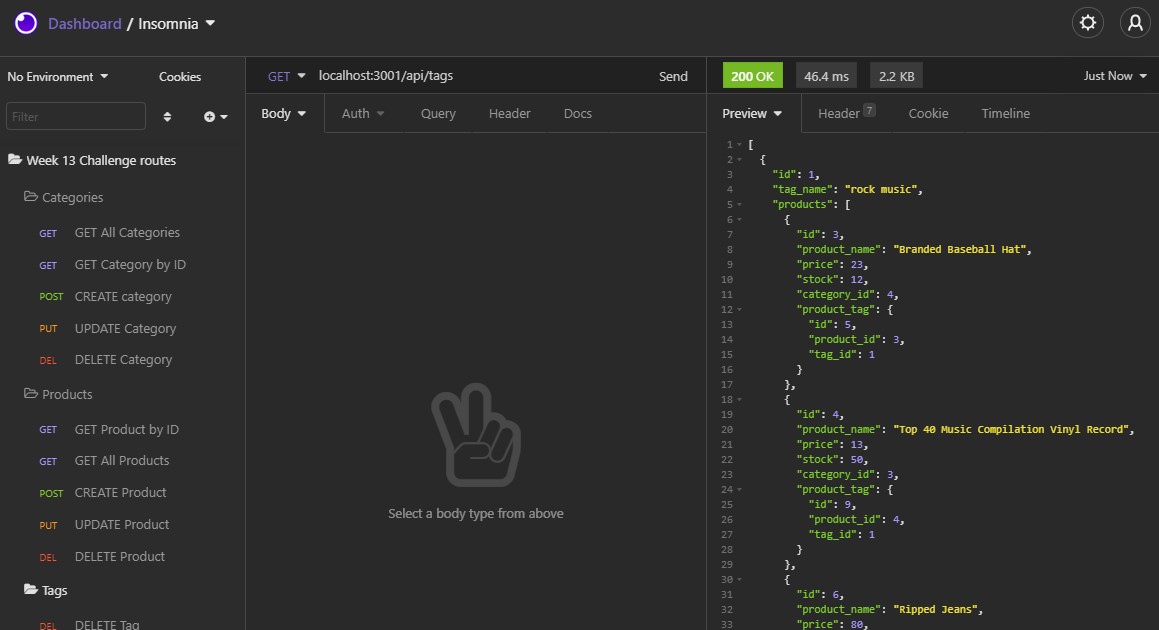 Dashboard / Insomnia
No Environment
Cookies
Filter
Week 13 Challenge routes
Categories
GET GET All Categories
GET GET Category by ID
POST CREATE category
PUT UPDATE Category
DEL DELETE Category
Products
GET GET Product by ID
GET GET All Products
POST CREATE Product
PUT UPDATE Product
DEL DELETE Product
Tags
DEL DELETE Tag
GET localhost:3001/api/tags Send
Body Auth Query Header Docs
Select a body type from above
200 OK 46.4 ms 2.2 KB Just Now
Preview Header 7 Cookie Timeline
1 [
2 {
3 "id": 1,
4 "tag_name": "rock music",
5 "products": [
6 {
7 "id": 3,
8 "product_name": "Branded Baseball Hat",
9 "price": 23,
10 "stock": 12,
11 "category_id": 4,
12 "product_tag": {
13 "id": 5,
14 "product_id": 3,
15 "tag_id": 1
16 }
17 },
18 {
19 "id": 4,
20 "product_name": "Top 40 Music Compilation Vinyl Record",
21 "price": 13,
22 "stock": 50,
23 "category_id": 3,
24 "product_tag": {
25 "id": 9,
26 "product_id": 4,
27 "tag_id": 1
28 }
29 },
30 {
31 "id": 6,
32 "product_name": "Ripped Jeans",
33 "price": 80,